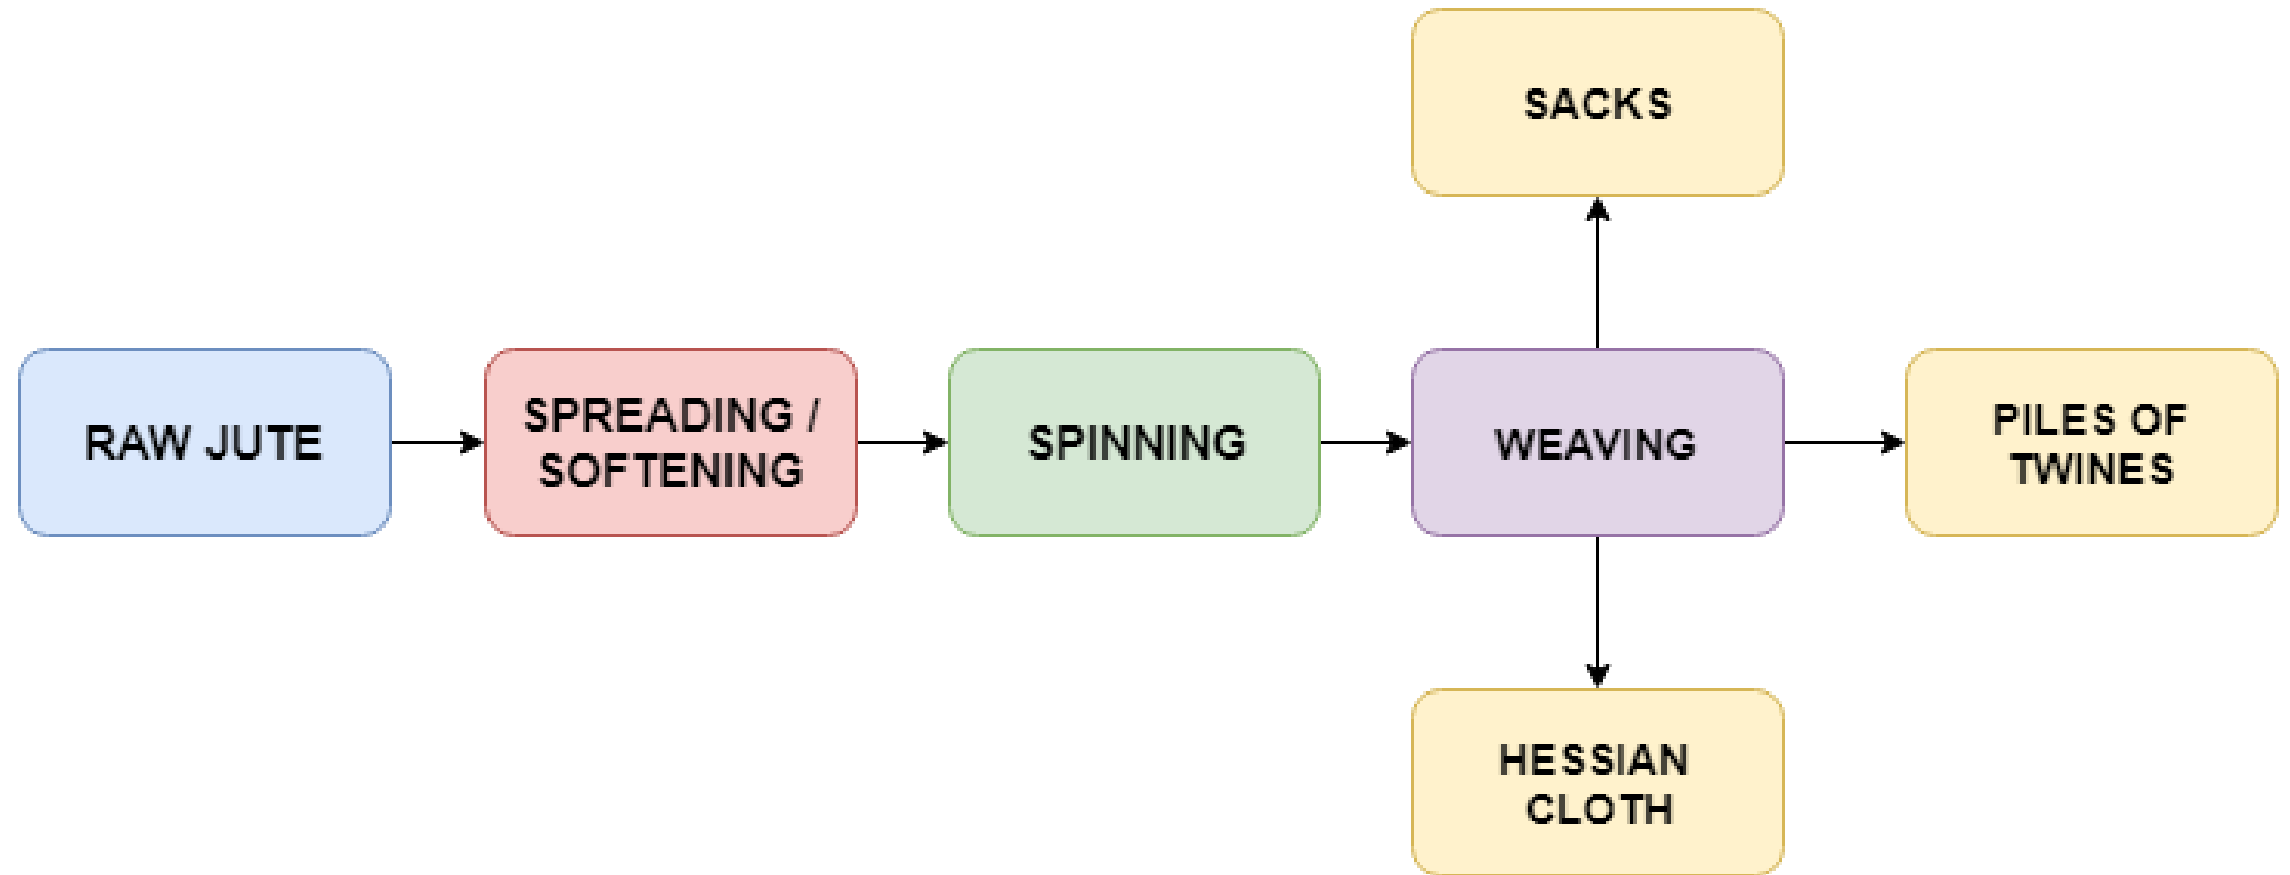 SACKS
RAW JUTE
SPREADING /
SOFTENING
SPINNING
WEAVING
PILES OF
TWINES
HESSIAN
CLOTH